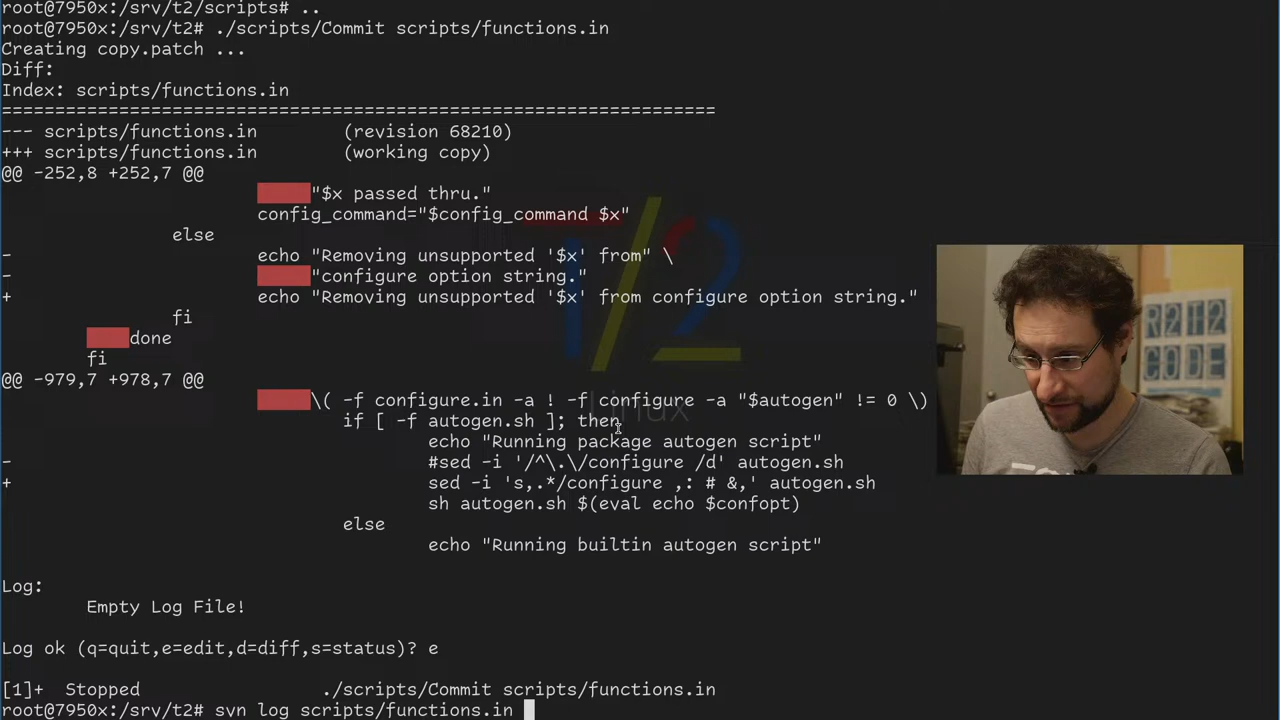 root@7950x:/srv/t2/scripts# ..
root@7950x:/srv/t2# ./scripts/Commit scripts/functions.in
Creating copy.patch ...
Diff:
Index: scripts/functions.in
===================================================================
--- scripts/functions.in        (revision 68210)
+++ scripts/functions.in        (working copy)
@@ -252,8 +252,7 @@
                             "$x passed thru."
                        config_command="$config_command $x"
                else
-                       echo "Removing unsupported '$x' from" \
-                            "configure option string."
+                       echo "Removing unsupported '$x' from configure option string."
                fi
            done
        fi
@@ -979,7 +978,7 @@
                             \( -f configure.in -a ! -f configure -a "$autogen" != 0 \)
                                if [ -f autogen.sh ]; then
                                        echo "Running package autogen script"
-                                       #sed -i '/^\.\/configure /d' autogen.sh
+                                       sed -i 's,.*/configure ,: # &,' autogen.sh
                                        sh autogen.sh $(eval echo $confopt)
                                else
                                        echo "Running builtin autogen script"
Log:
        Empty Log File!
Log ok (q=quit,e=edit,d=diff,s=status)? e
[1]+  Stopped                 ./scripts/Commit scripts/functions.in
root@7950x:/srv/t2# svn log scripts/functions.in
T/2
Linux
R2T2
CODE